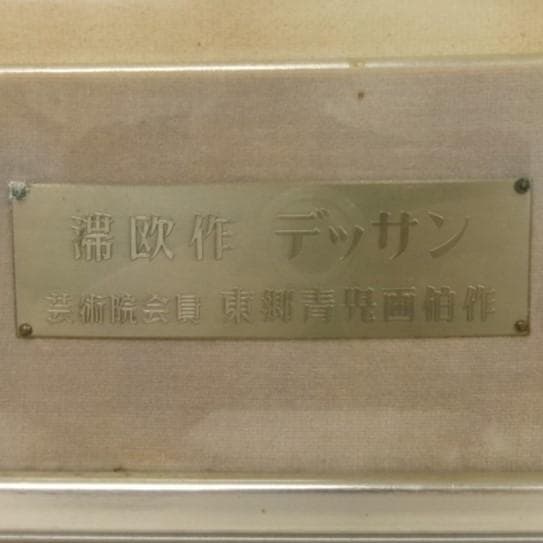 滞欧作 デッサン
芸術院会員 東郷青児画伯作